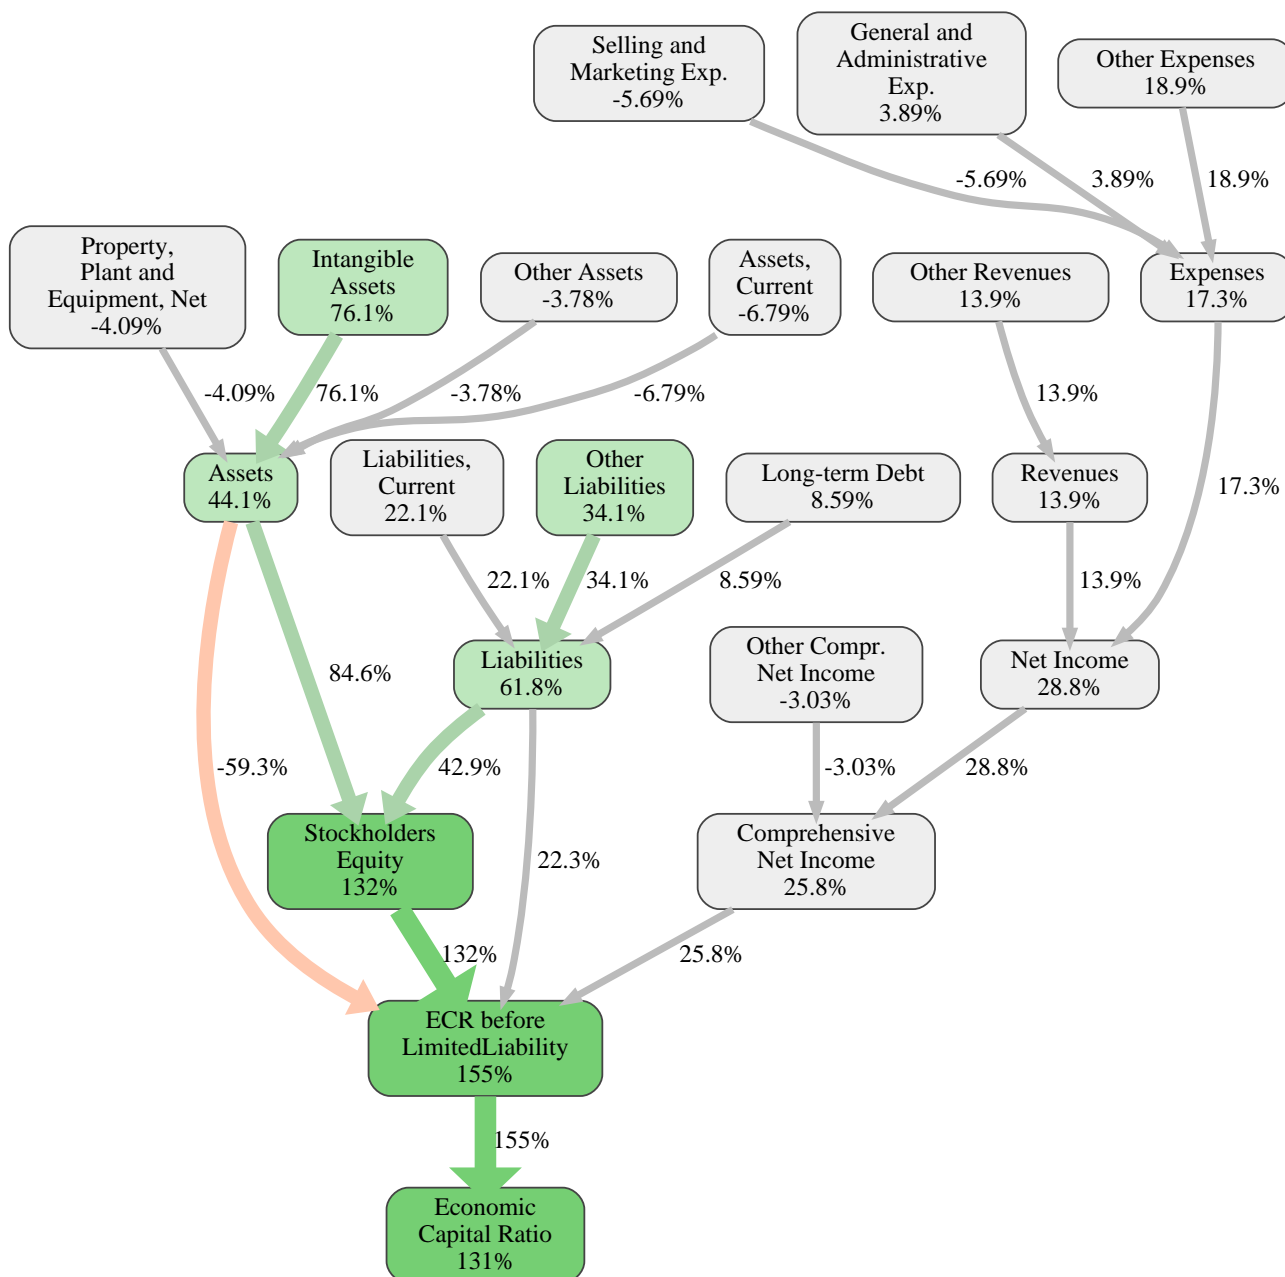 Selling and
Marketing Exp.
-5.69%
General and
Administrative
Exp.
3.89%
Other Expenses
18.9%
-5.69%
3.89%
18.9%
Property,
Plant and
Equipment, Net
-4.09%
Intangible
Assets
76.1%
Other Assets
-3.78%
Assets,
Current
-6.79%
Other Revenues
13.9%
Expenses
17.3%
-4.09%
76.1%
-3.78%
-6.79%
13.9%
Assets
44.1%
Liabilities,
Current
22.1%
Other
Liabilities
34.1%
Long-term Debt
8.59%
Revenues
13.9%
17.3%
22.1%
34.1%
8.59%
13.9%
Liabilities
61.8%
Other Compr.
Net Income
-3.03%
Net Income
28.8%
84.6%
-59.3%
42.9%
-3.03%
28.8%
Stockholders
Equity
132%
22.3%
Comprehensive
Net Income
25.8%
132%
25.8%
ECR before
LimitedLiability
155%
155%
Economic
Capital Ratio
131%